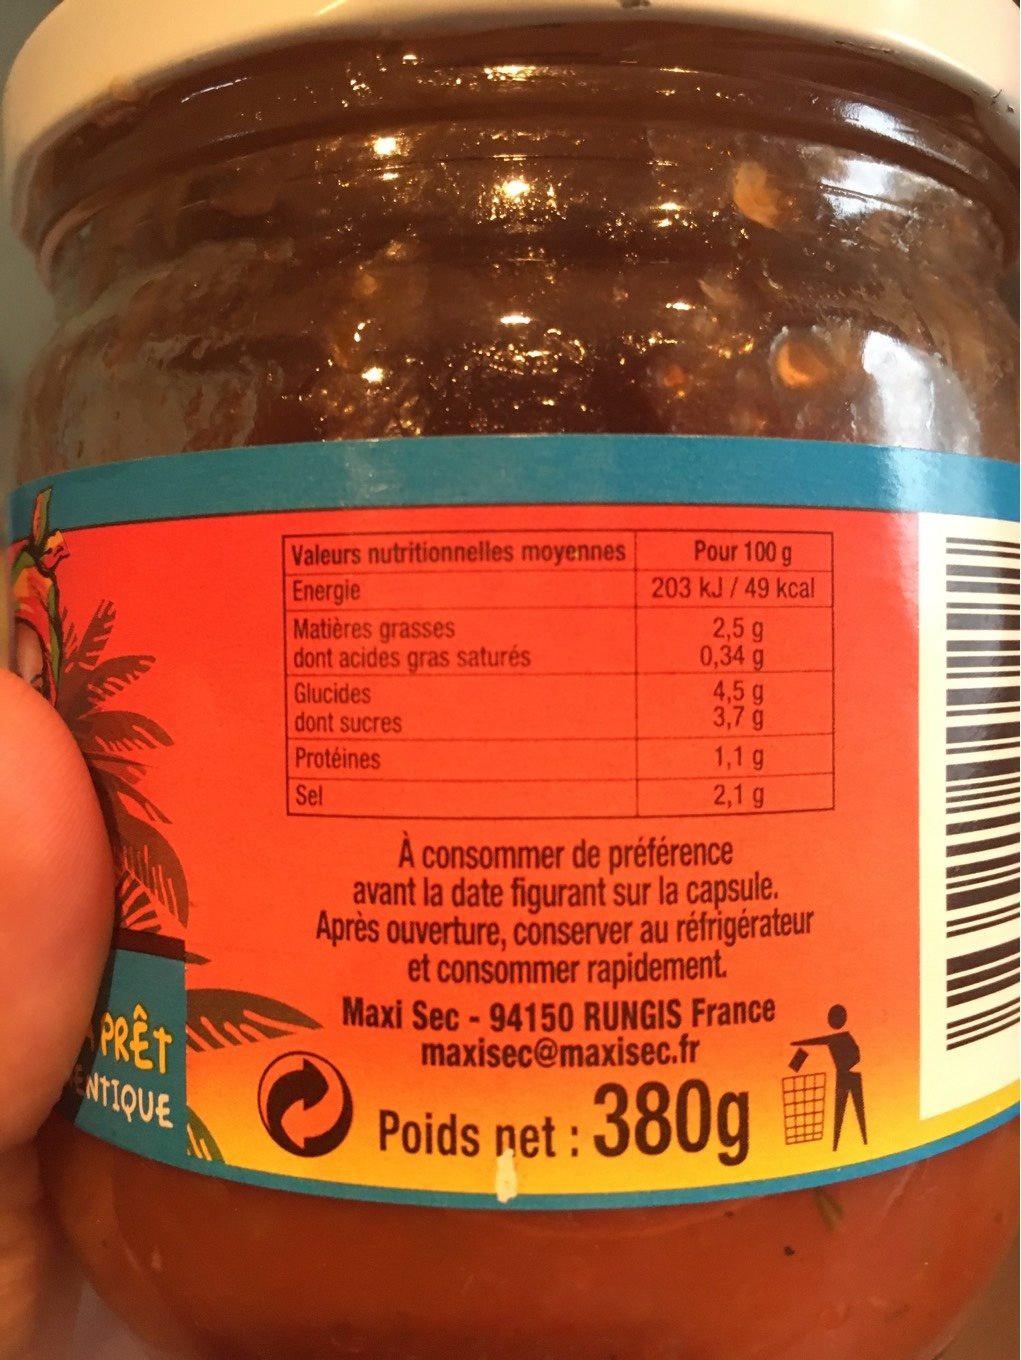 Valeurs nutritionnelles moyennes Pour 100 g
Energie 203 kJ / 49 kcal
Matières grasses 2,5 g
dont acides gras saturés 0,34 g
Glucides 4,5 g
dont sucres 3,7 g
Protéines 1,1 g
Sel 2,1 g
À consommer de préférence
avant la date figurant sur la capsule.
Après ouverture, conserver au réfrigérateur
et consommer rapidement.
Maxi Sec - 94150 RUNGIS France
maxisec@maxisec.fr
Poids net : 380g
PRÊT
ENTIQUE